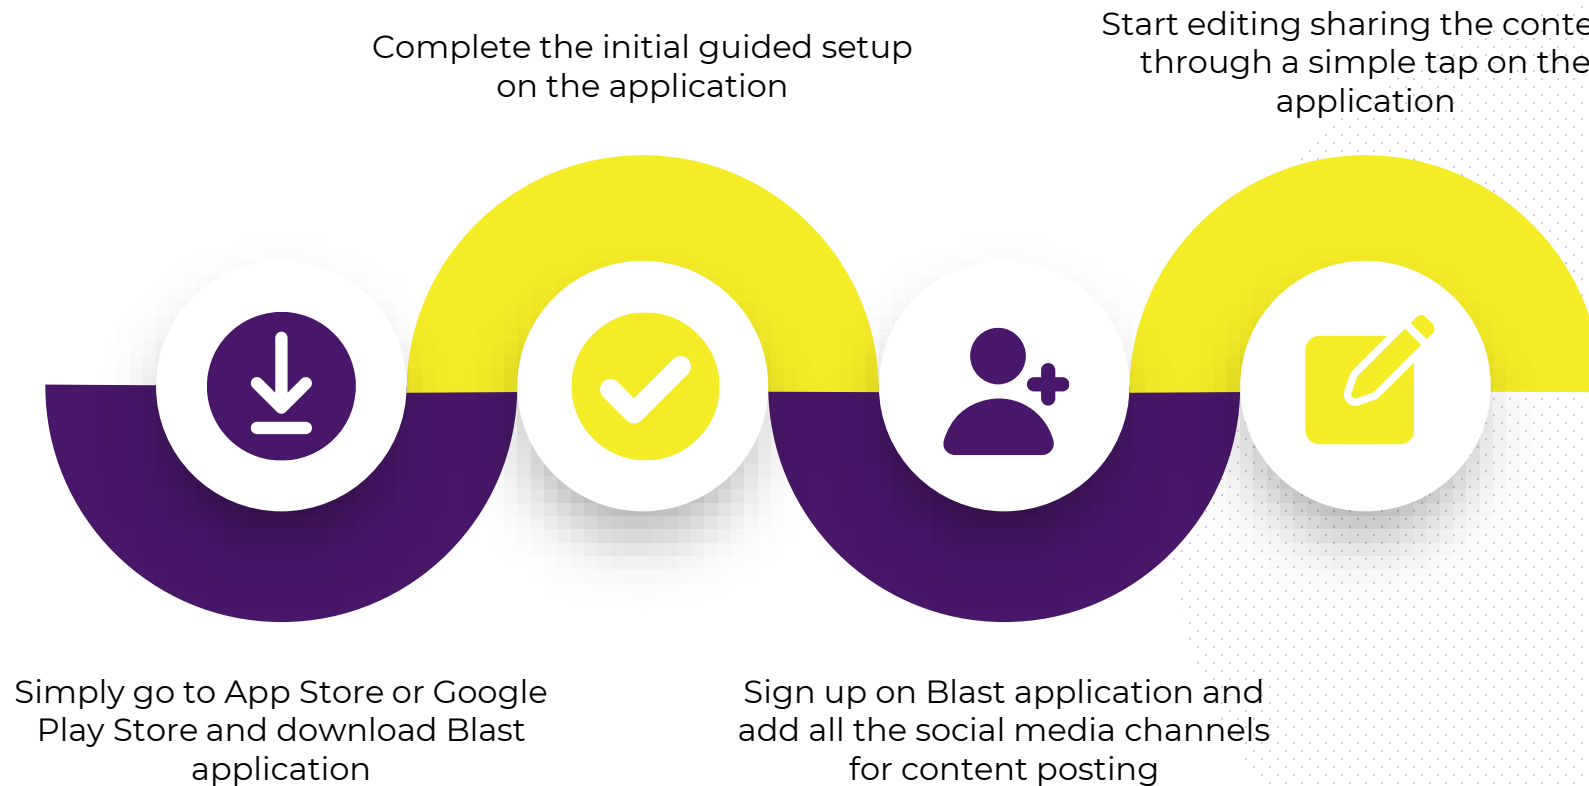 Simply go to App Store or Google
Play Store and download Blast
application
Complete the initial guided setup
on the application
Sign up on Blast application and
add all the social media channels
for content posting
Start editing sharing the conte
through a simple tap on the
application